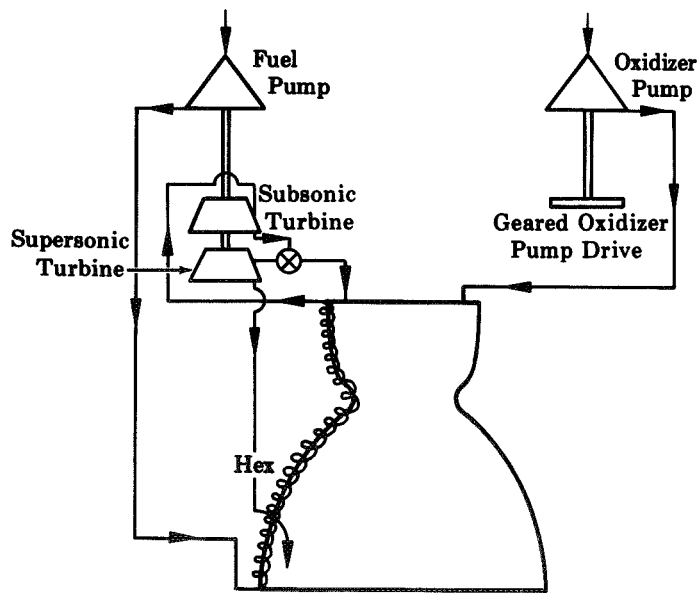 Fuel
Pump
Oxidizer
Pump
Subsonic
Turbine
Supersonic
Turbine
Geared Oxidizer
Pump Drive
Hex